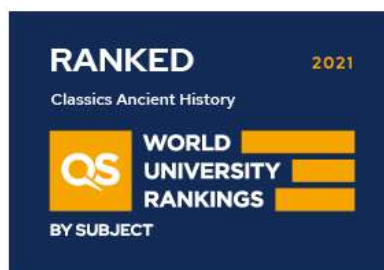 RANKED 2021
Classics Ancient History
QS
WORLD
UNIVERSITY
RANKINGS
BY SUBJECT